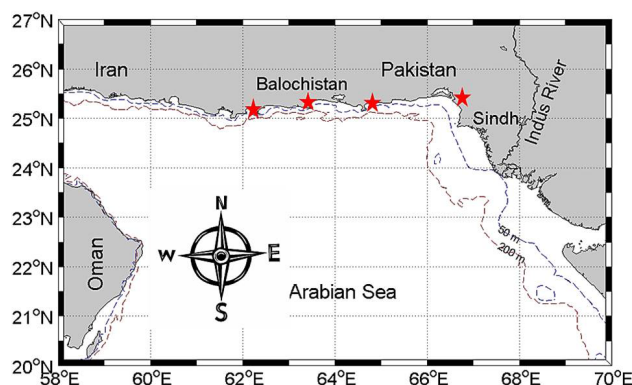 27°N
26°N
25°N
24°N
23°N
22°N
21°N
20°N
Iran
Balochistan
Pakistan
Sindh
Indus River
Oman
N
W
E
S
50 m
200 m
Arabian Sea
58°E
60°E
62°E
64°E
66°E
68°E
70°E